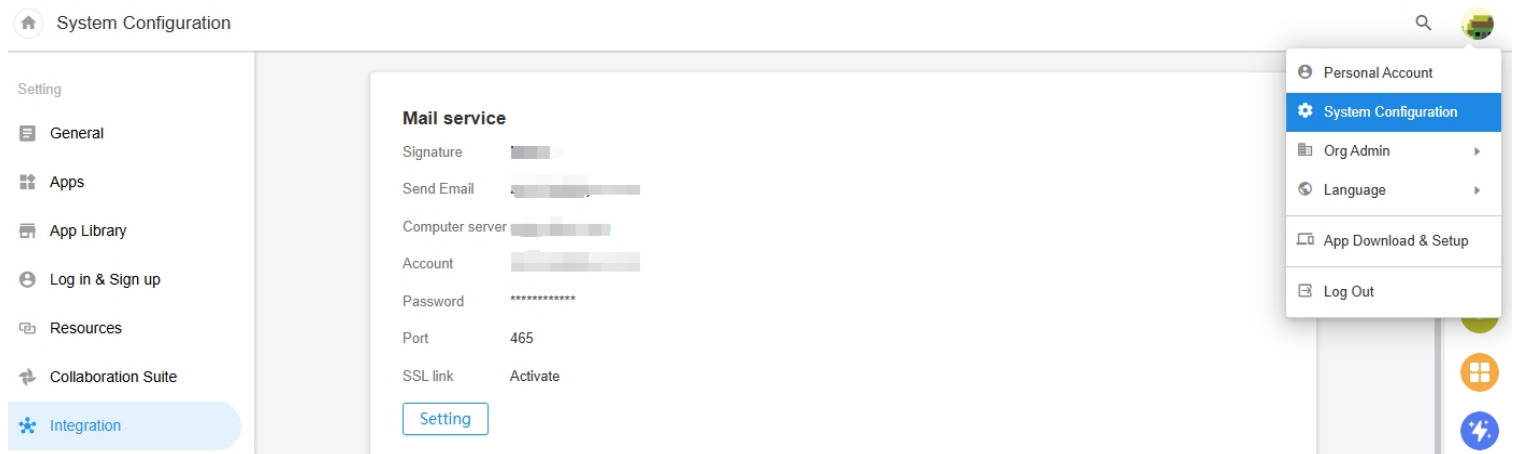 System Configuration
Setting
General
Apps
App Library
Log in & Sign up
Resources
Collaboration Suite
Integration
Mail service
Signature
Send Email
Computer server
Account
Password ************
Port 465
SSL link Activate
Setting
Personal Account
System Configuration
Org Admin
Language
App Download & Setup
Log Out